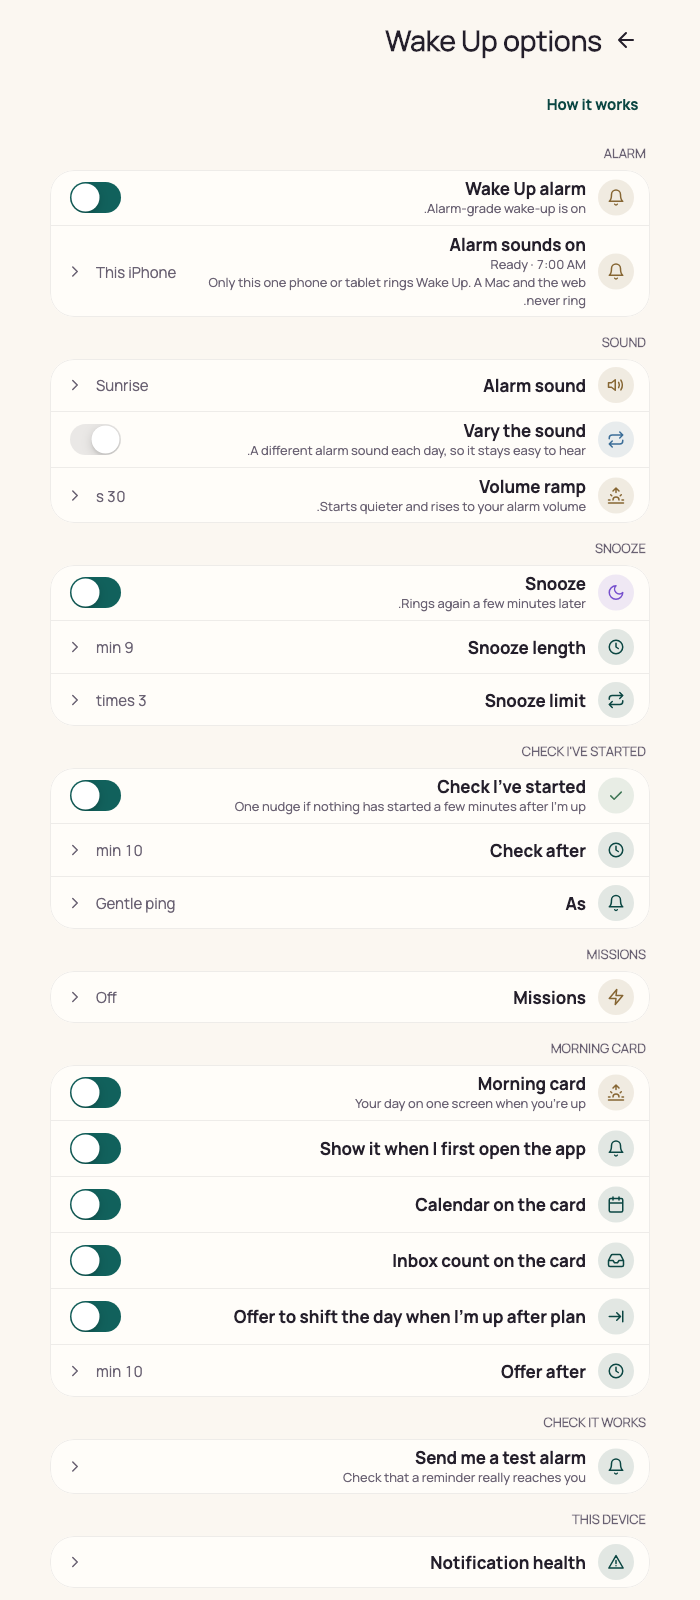 Wake Up options
How it works
ALARM
Wake Up alarm
.Alarm-grade wake-up is on
Alarm sounds on
Ready · 7:00 AM
Only this one phone or tablet rings Wake Up. A Mac and the web
.never ring
This iPhone
SOUND
Alarm sound
Sunrise
Vary the sound
.A different alarm sound each day, so it stays easy to hear
Volume ramp
.Starts quieter and rises to your alarm volume
s 30
SNOOZE
Snooze
.Rings again a few minutes later
Snooze length
min 9
Snooze limit
times 3
CHECK I'VE STARTED
Check I've started
One nudge if nothing has started a few minutes after I'm up
Check after
min 10
As
Gentle ping
MISSIONS
Missions
Off
MORNING CARD
Morning card
Your day on one screen when you're up
Show it when I first open the app
Calendar on the card
Inbox count on the card
Offer to shift the day when I'm up after plan
Offer after
min 10
CHECK IT WORKS
Send me a test alarm
Check that a reminder really reaches you
THIS DEVICE
Notification health